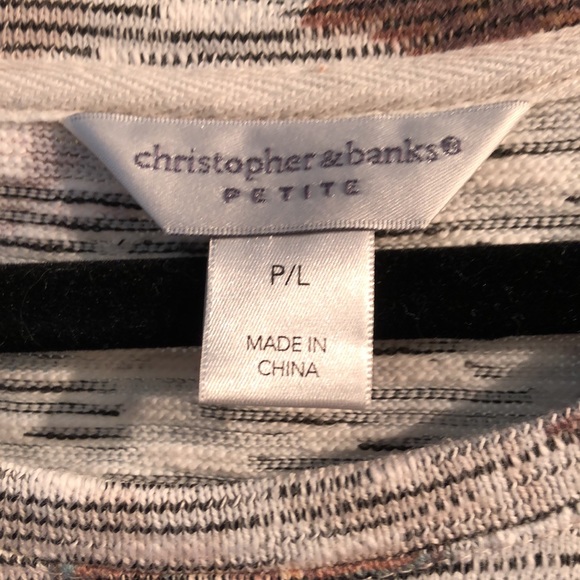 christopher&banks®
PETITE
P/L
MADE IN
CHINA